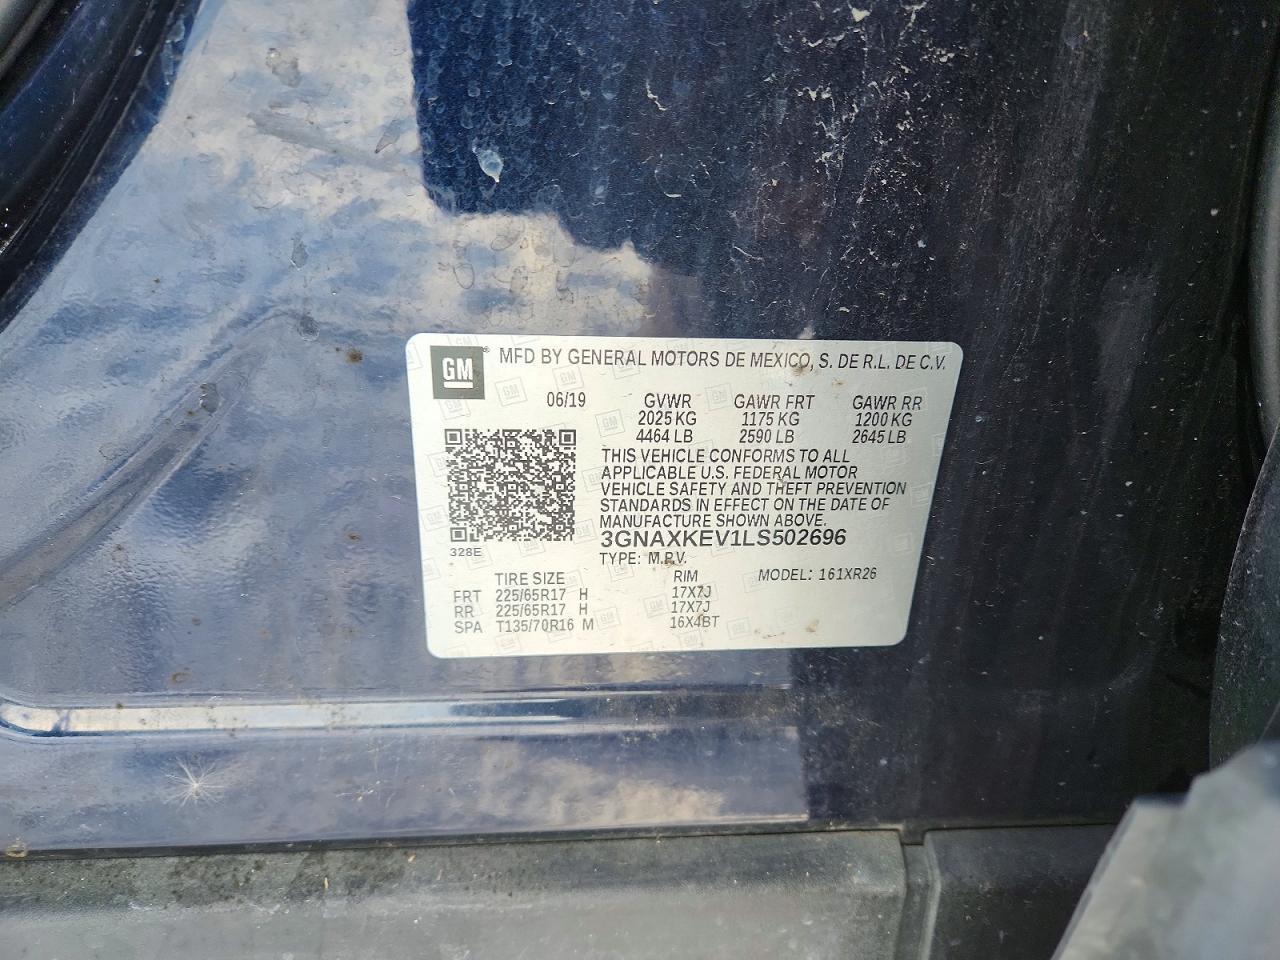 GM ® MFD BY GENERAL MOTORS DE MEXICO, S. DE R.L. DE C.V.
06/19 GVWR GAWR FRT GAWR RR
2025 KG 1175 KG 1200 KG
4464 LB 2590 LB 2645 LB
THIS VEHICLE CONFORMS TO ALL
APPLICABLE U.S. FEDERAL MOTOR
VEHICLE SAFETY AND THEFT PREVENTION
STANDARDS IN EFFECT ON THE DATE OF
MANUFACTURE SHOWN ABOVE.
3GNAXKEV1LS502696
328E
TYPE: M.P.V.
TIRE SIZE RIM MODEL: 161XR26
FRT 225/65R17 H 17X7J
RR 225/65R17 H 17X7J
SPA T135/70R16 M 16X4BT